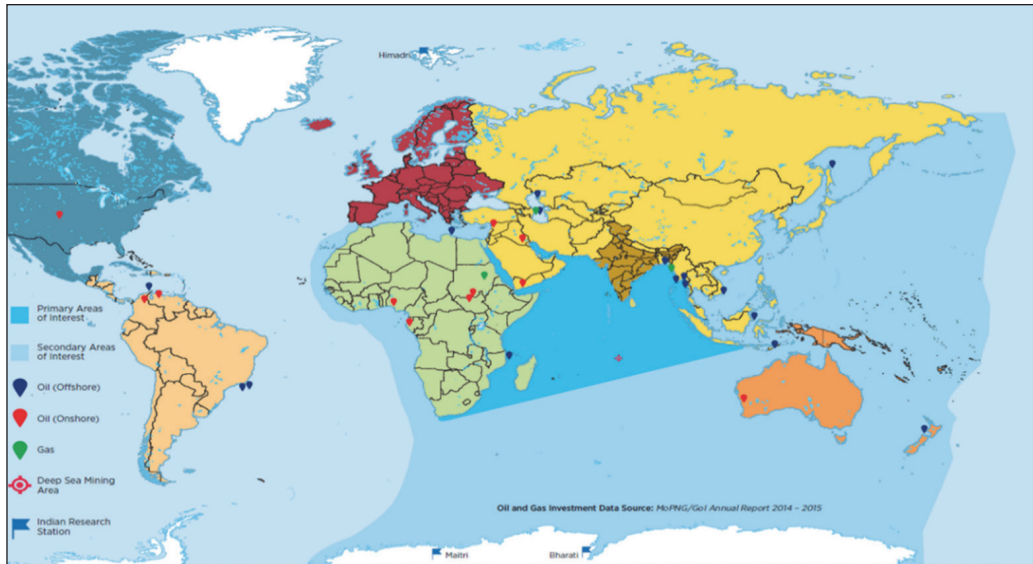 Himadri
Primary Areas
of Interest
Secondary Areas
of Interest
Oil (Offshore)
Oil (Onshore)
Gas
Deep Sea Mining
Area
Indian Research
Station
Oil and Gas Investment Data Source: MoPNG/GoI Annual Report 2014 – 2015
Maitri
Bharati